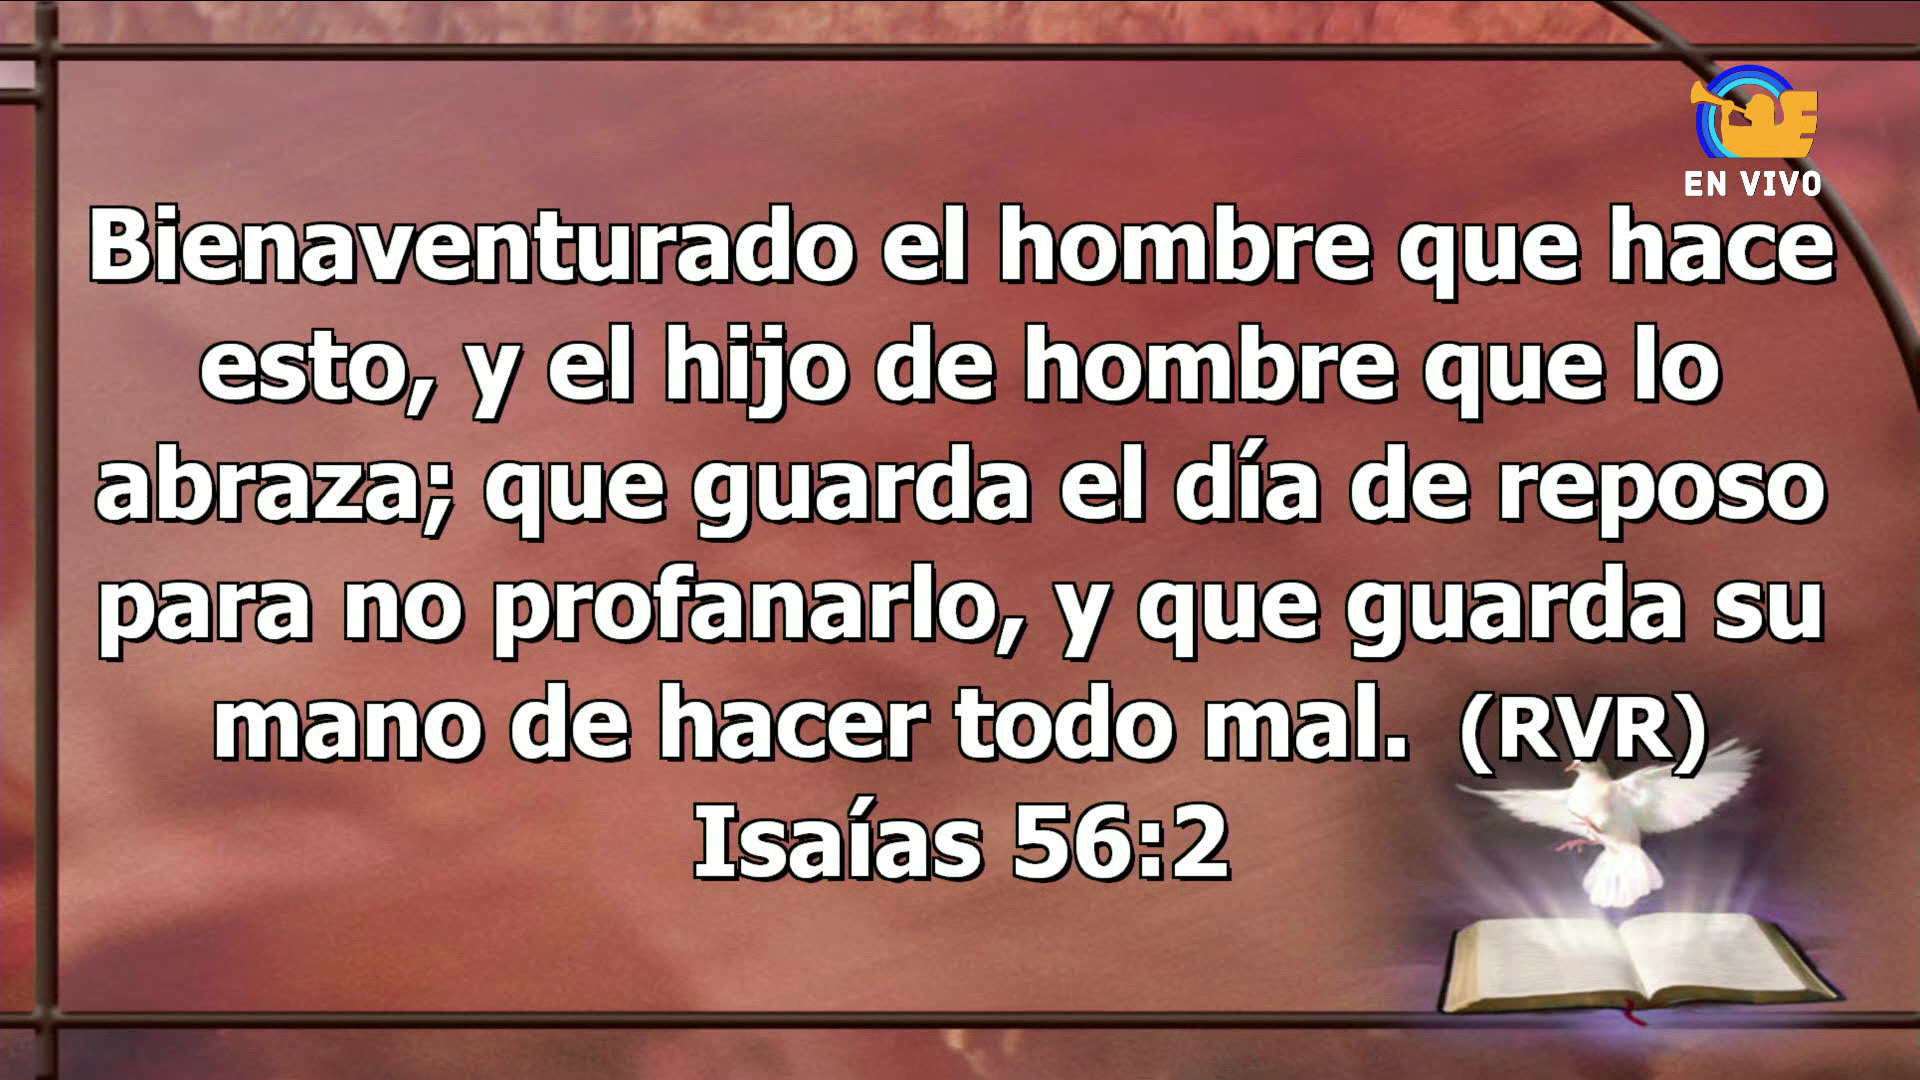 EN VIVO
Bienaventurado el hombre que hace
esto, y el hijo de hombre que lo
abraza; que guarda el día de reposo
para no profanarlo, y que guarda su
mano de hacer todo mal. (RVR)
Isaías 56:2